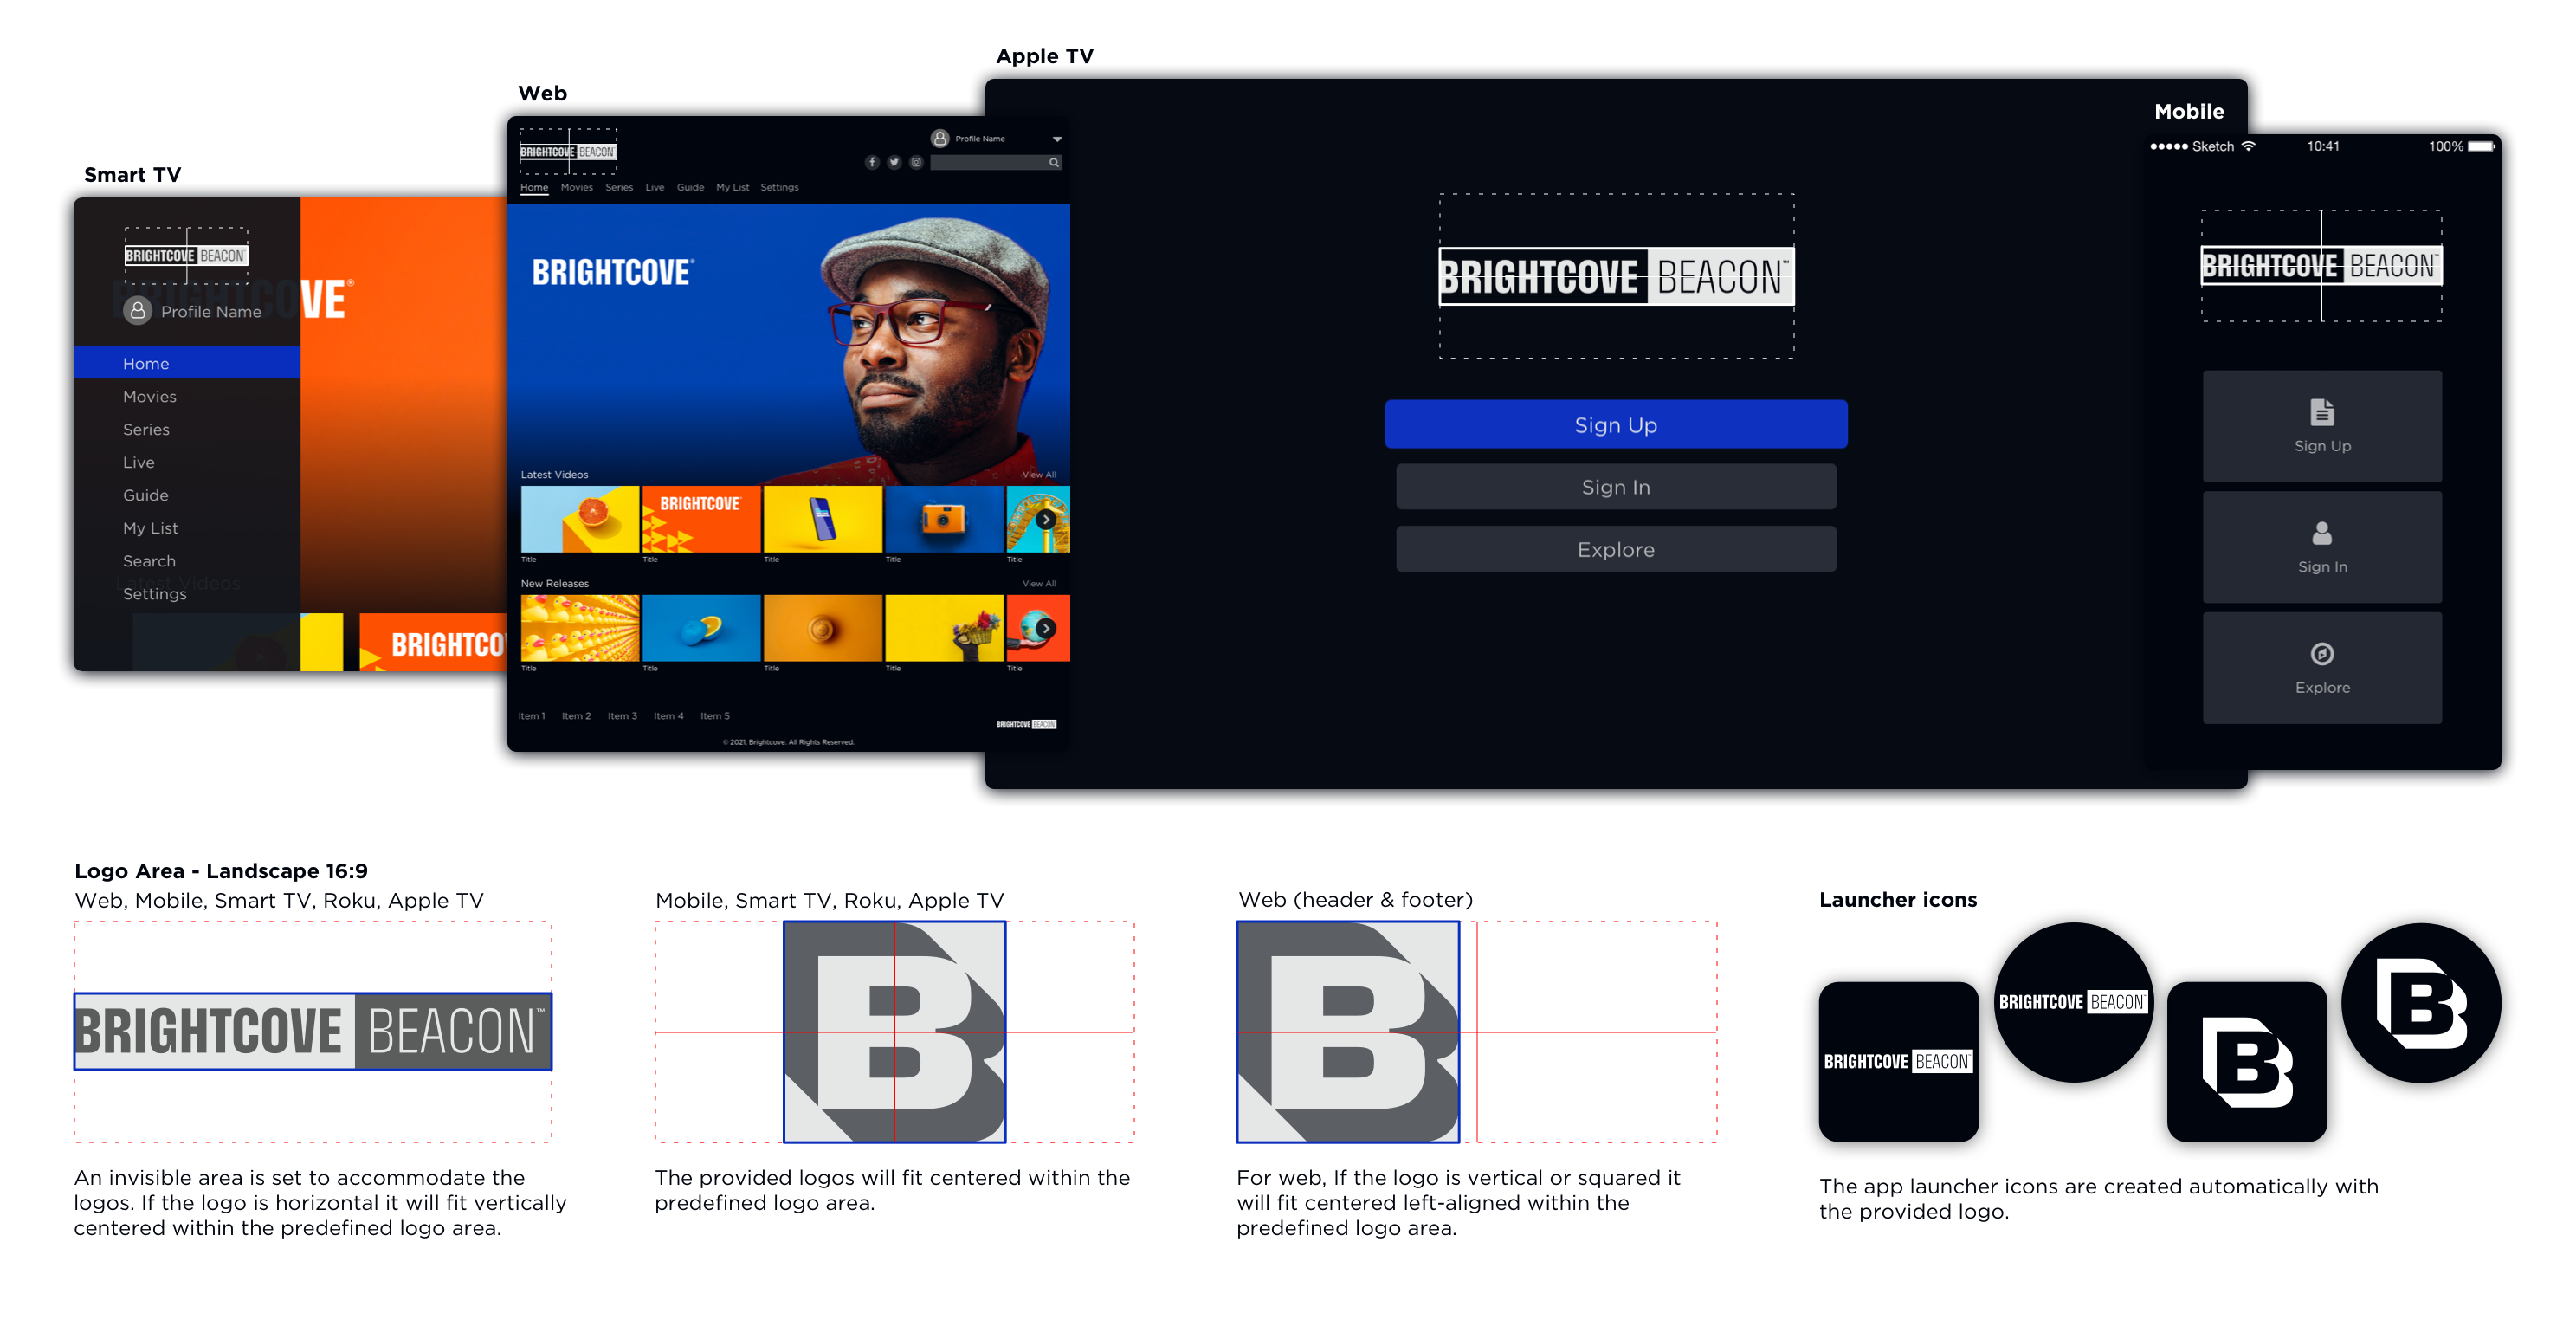 Apple TV
Web
Mobile
Smart TV
BRIGHTCOVE BEACON
BRIGHTCOVE®
Profile Name
Home
Movies
Series
Live
Guide
My List
Search
Latest Videos
Settings
BRIGHTCO
BRIGHTCOVE BEACON
Profile Name
Home Movies Series Live Guide My List Settings
BRIGHTCOVE®
Latest Videos View All
BRIGHTCOVE
Title Title Title Title Title
New Releases View All
Title Title Title Title Title
Item 1 Item 2 Item 3 Item 4 Item 5
BRIGHTCOVE BEACON
© 2021, Brightcove. All Rights Reserved.
BRIGHTCOVE BEACON™
Sign Up
Sign In
Explore
Sketch 10:41 100%
BRIGHTCOVE BEACON™
Sign Up
Sign In
Explore
Logo Area - Landscape 16:9
Web, Mobile, Smart TV, Roku, Apple TV
BRIGHTCOVE BEACON™
An invisible area is set to accommodate the
logos. If the logo is horizontal it will fit vertically
centered within the predefined logo area.
Mobile, Smart TV, Roku, Apple TV
B
The provided logos will fit centered within the
predefined logo area.
Web (header & footer)
B
For web, If the logo is vertical or squared it
will fit centered left-aligned within the
predefined logo area.
Launcher icons
BRIGHTCOVE BEACON
BRIGHTCOVE BEACON
B
B
The app launcher icons are created automatically with
the provided logo.